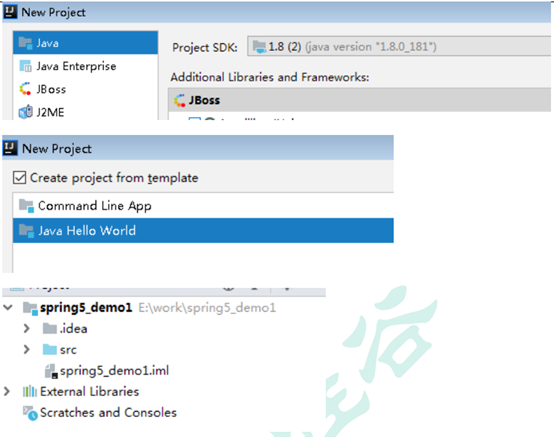 New Project
Java
Project SDK: 1.8 (2) (java version "1.8.0_181")
Java Enterprise
Additional Libraries and Frameworks:
JBoss
JBoss
J2ME
New Project
Create project from template
Command Line App
Java Hello World
spring5_demo1 E:\work\spring5_demo1
.idea
src
spring5_demo1.iml
External Libraries
Scratches and Consoles
谷